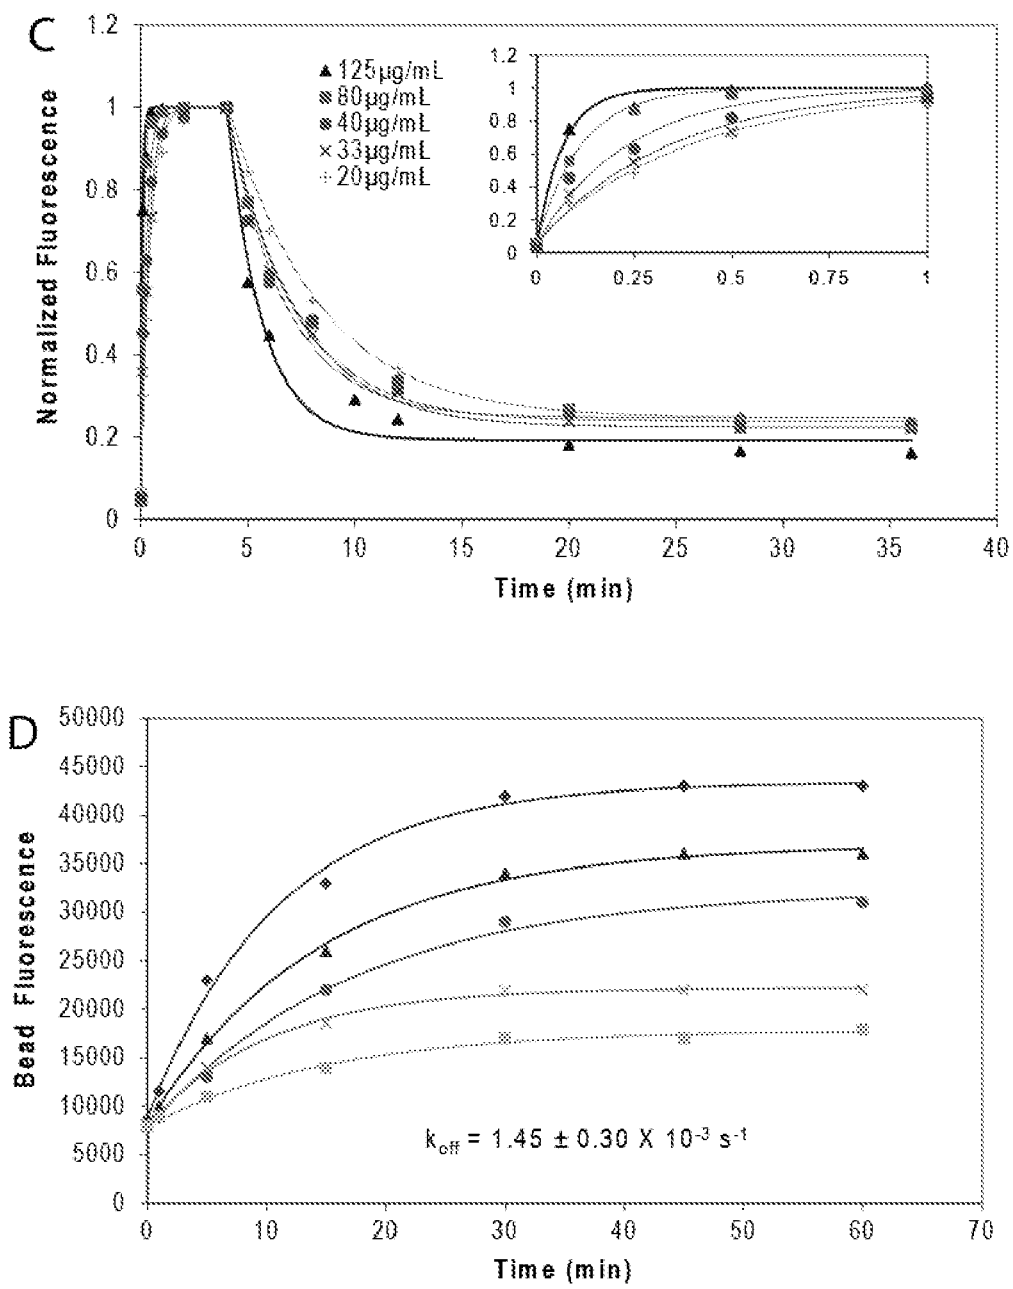 C
1.2
1
0.8
0.6
0.4
0.2
0
Normalized Fluorescence
125µg/mL
80µg/mL
40µg/mL
33µg/mL
20µg/mL
1.2
1
0.8
0.6
0.4
0.2
0
0 0.25 0.5 0.75 1
0 5 10 15 20 25 30 35 40
Time (min)
D
50000
45000
40000
35000
30000
25000
20000
15000
10000
5000
0
Bead Fluorescence
k_off = 1.45 ± 0.30 X 10⁻³ s⁻¹
0 10 20 30 40 50 60 70
Time (min)